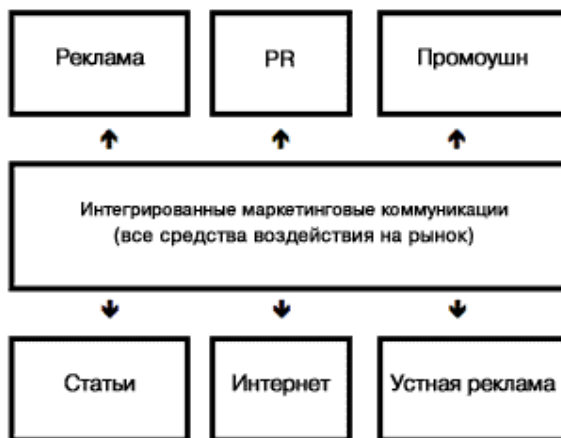 Реклама
PR
Промоушн
Интегрированные маркетинговые коммуникации
(все средства воздействия на рынок)
Статьи
Интернет
Устная реклама